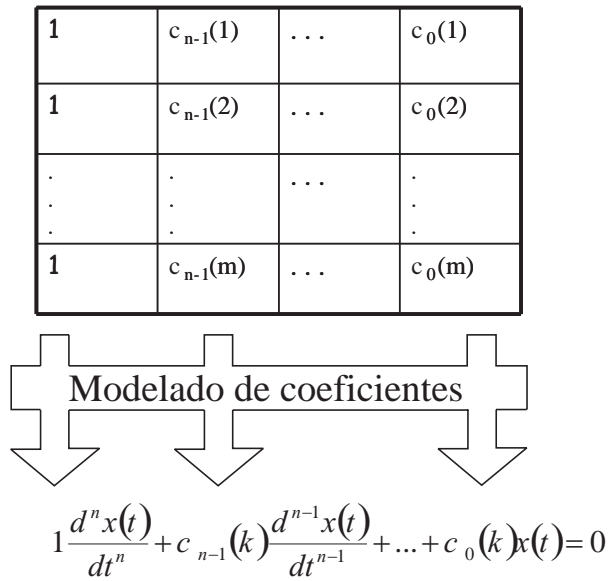 1 c n-1(1) ... c 0(1)
1 c n-1(2) ... c 0(2)
. . ... .
. . .
. . .
1 c n-1(m) ... c 0(m)
Modelado de coeficientes
1 d^n x(t)/dt^n + c n−1(k) d^{n−1} x(t)/dt^{n−1} + ... + c 0(k)x(t) = 0